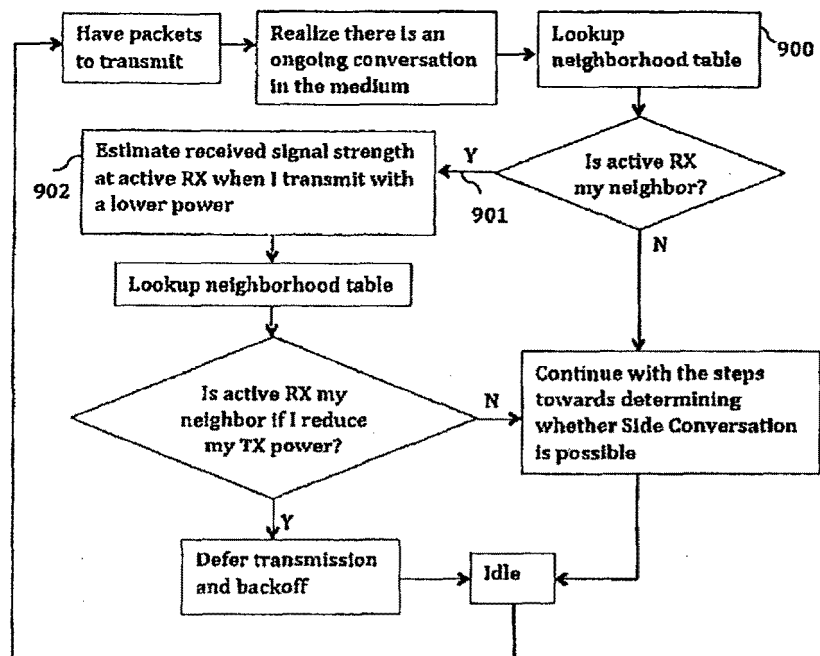 Have packets
to transmit
Realize there is an
ongoing conversation
in the medium
Lookup
neighborhood table
900
Is active RX
my neighbor?
Y
901
N
Estimate received signal strength
at active RX when I transmit with
a lower power
902
Lookup neighborhood table
Is active RX my
neighbor if I reduce
my TX power?
N
Y
Continue with the steps
towards determining
whether Side Conversation
is possible
Defer transmission
and backoff
Idle